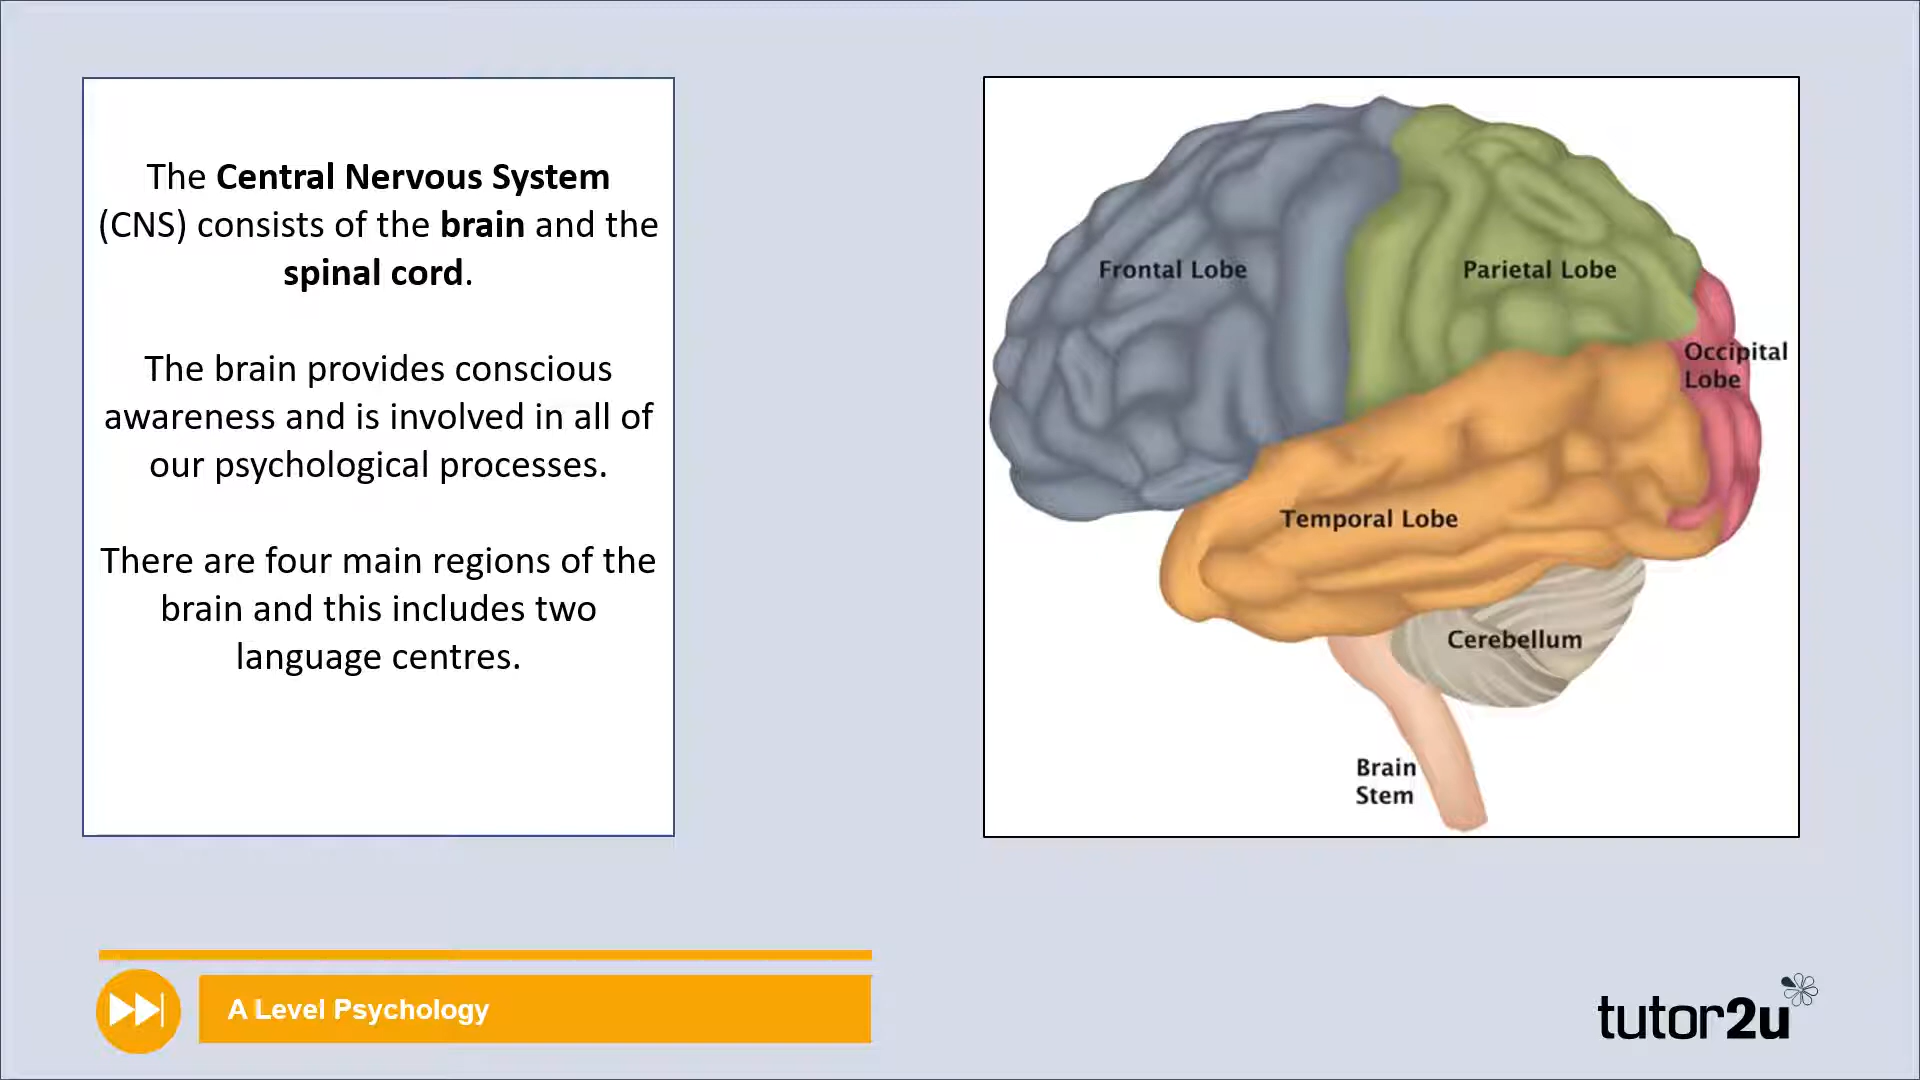 The Central Nervous System
(CNS) consists of the brain and the
spinal cord.
The brain provides conscious
awareness and is involved in all of
our psychological processes.
There are four main regions of the
brain and this includes two
language centres.
Frontal Lobe
Parietal Lobe
Occipital
Lobe
Temporal Lobe
Cerebellum
Brain
Stem
A Level Psychology
tutor2u